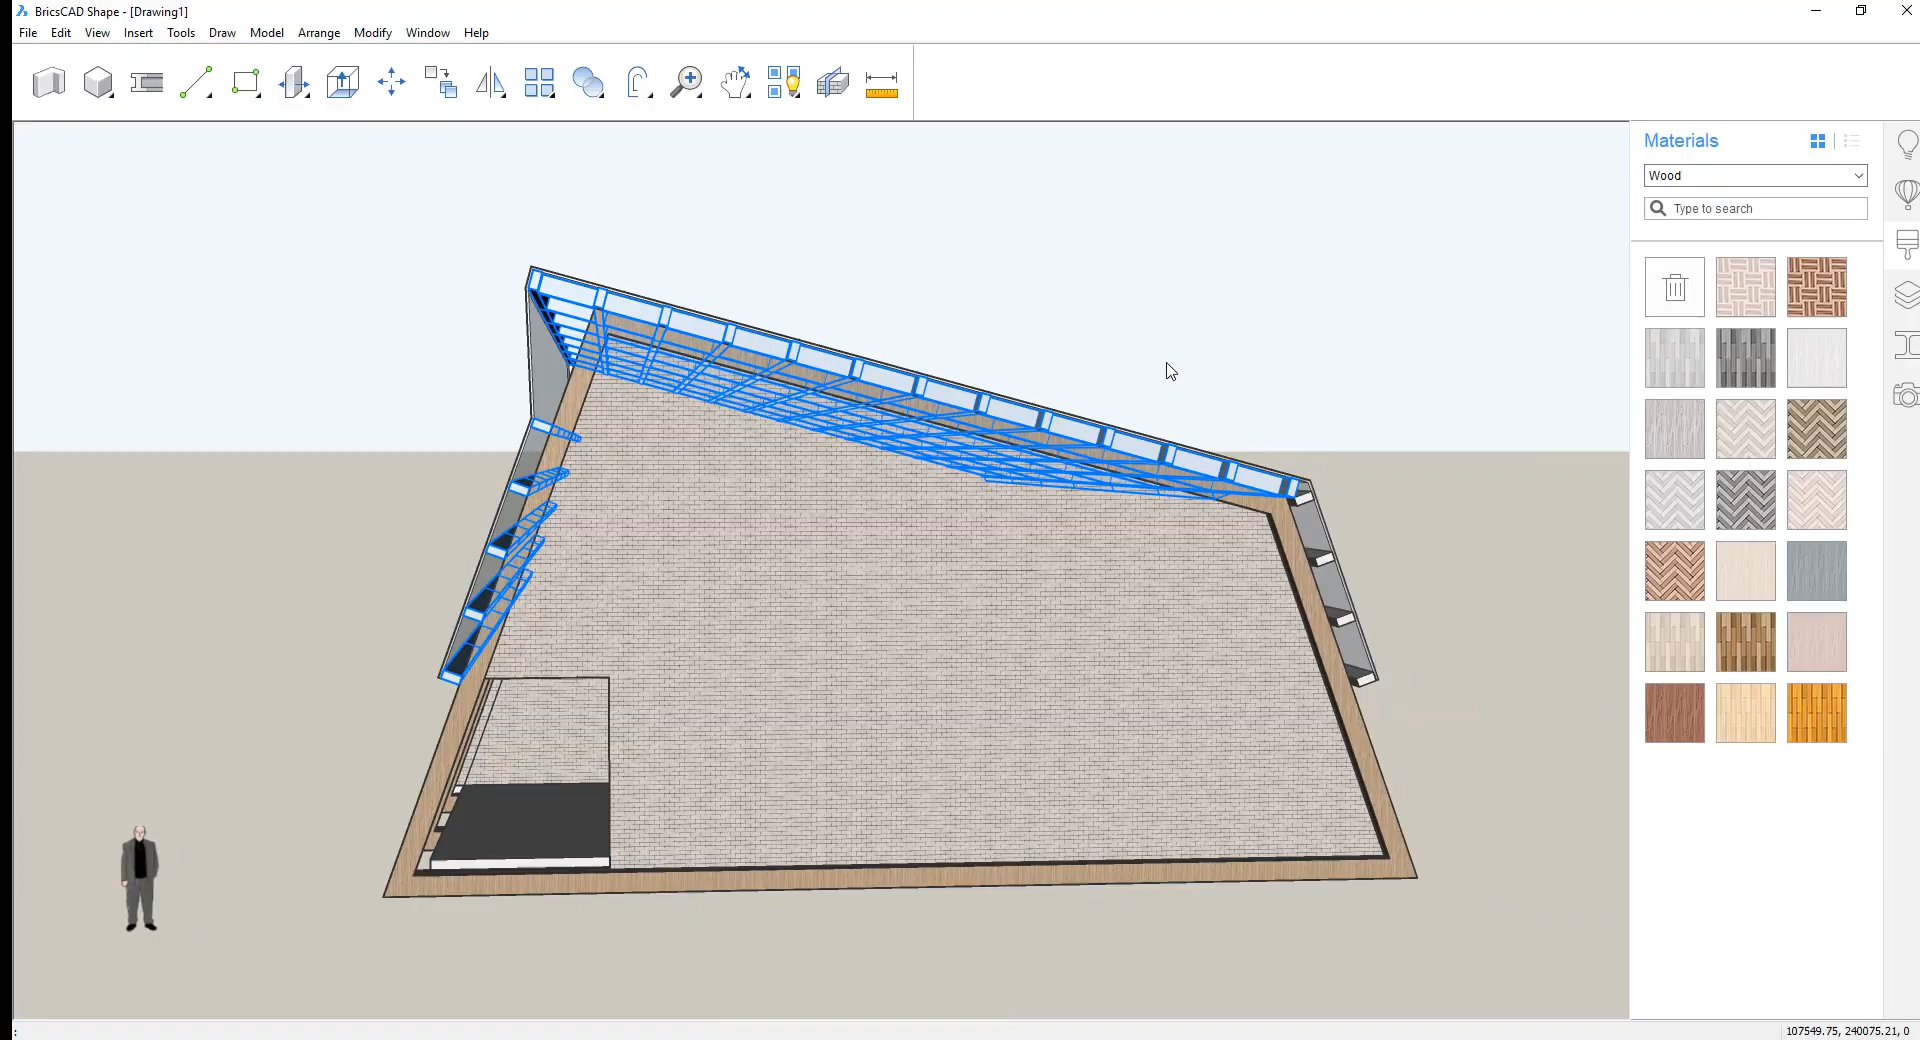 BricsCAD Shape - [Drawing1]
File Edit View Insert Tools Draw Model Arrange Modify Window Help
Materials
Wood
Type to search
:
107549.75, 240075.21, 0